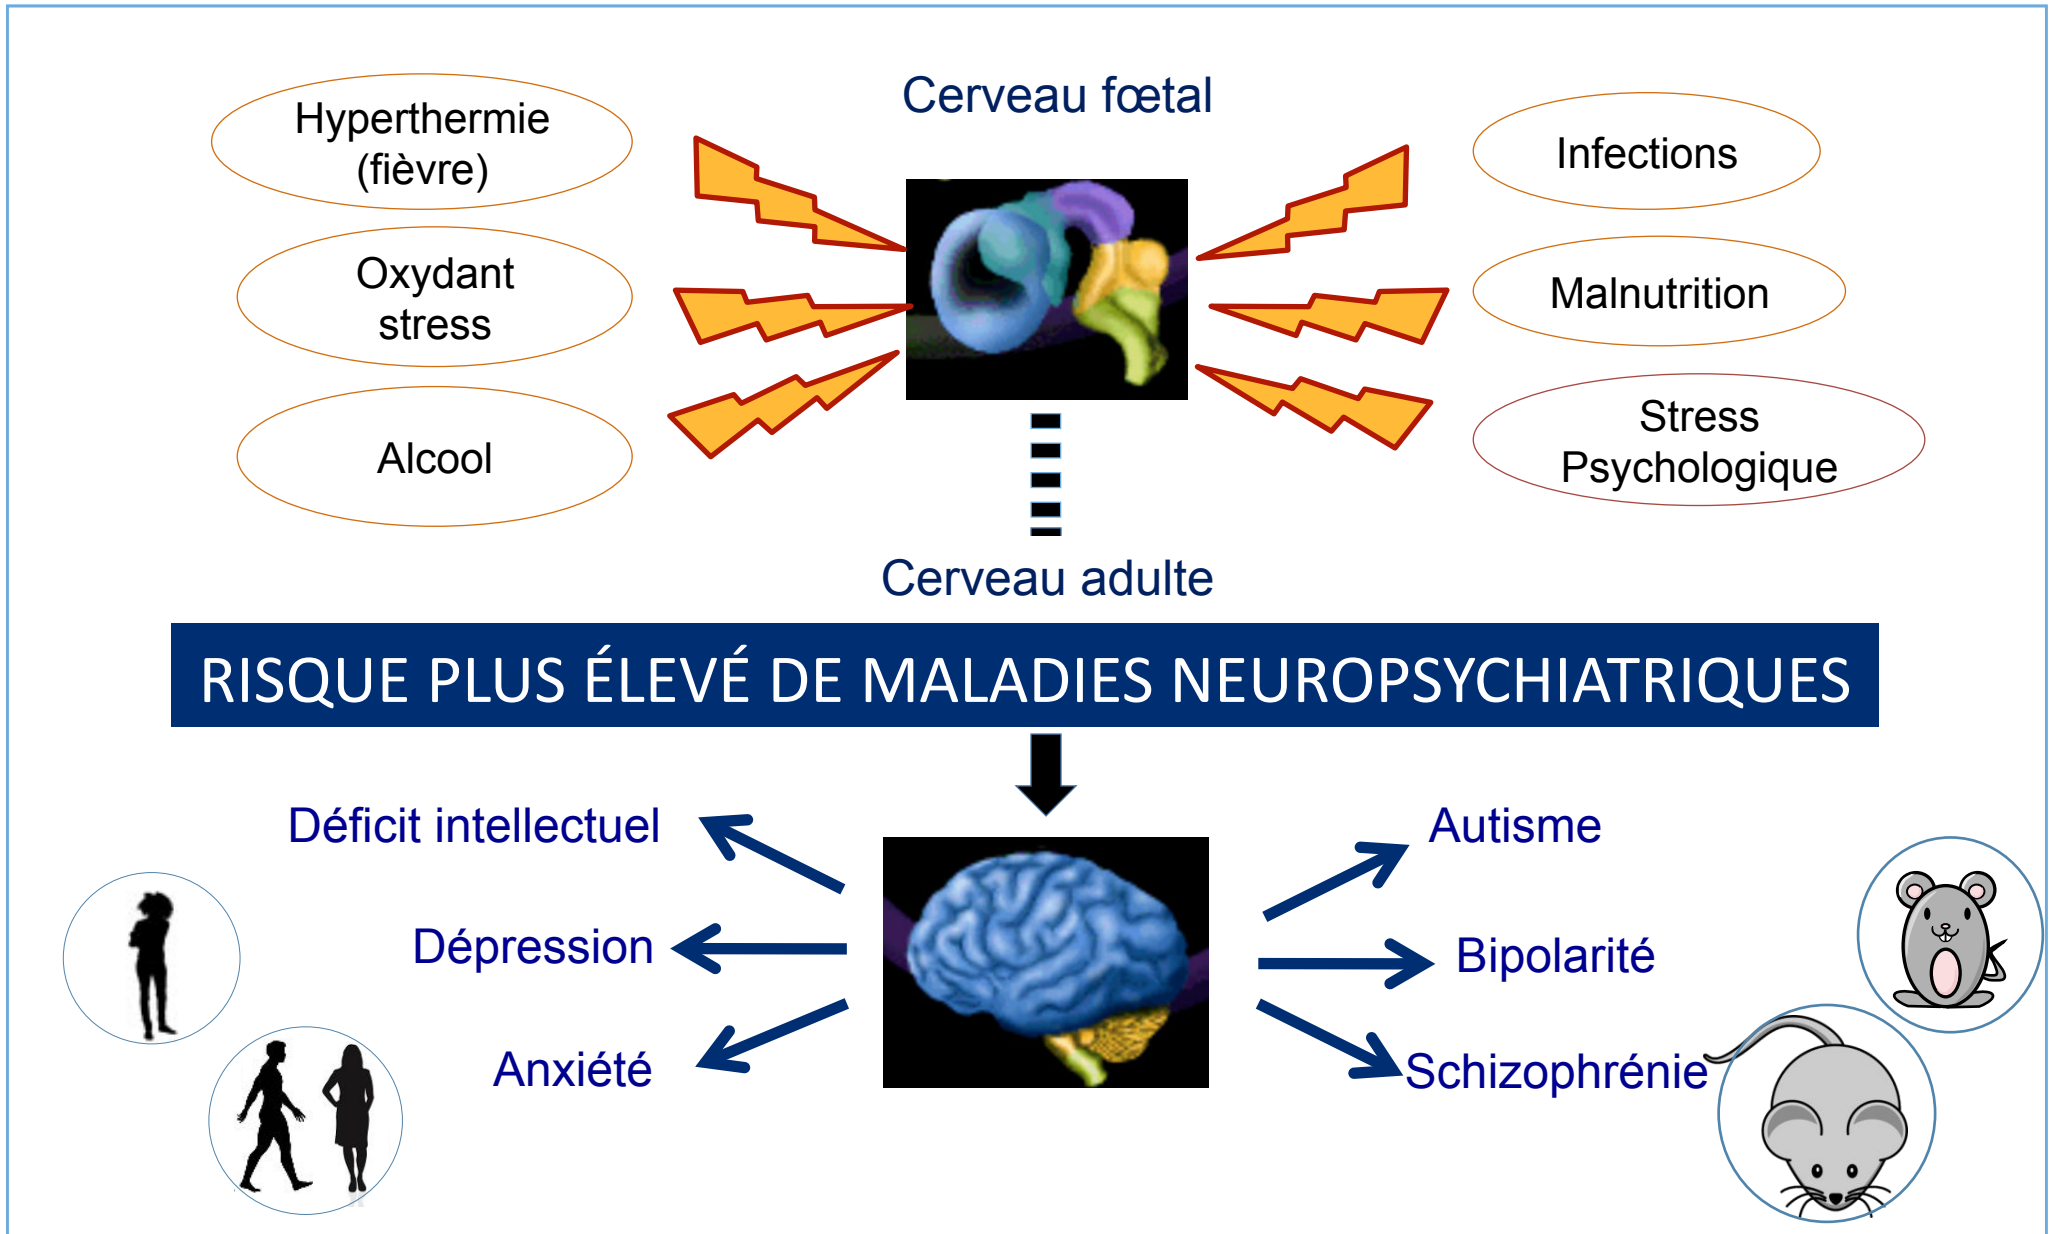 Cerveau fœtal
Hyperthermie
(fièvre)
Oxydant
stress
Alcool
Infections
Malnutrition
Stress
Psychologique
Cerveau adulte
RISQUE PLUS ÉLEVÉ DE MALADIES NEUROPSYCHIATRIQUES
Déficit intellectuel
Dépression
Anxiété
Autisme
Bipolarité
Schizophrénie